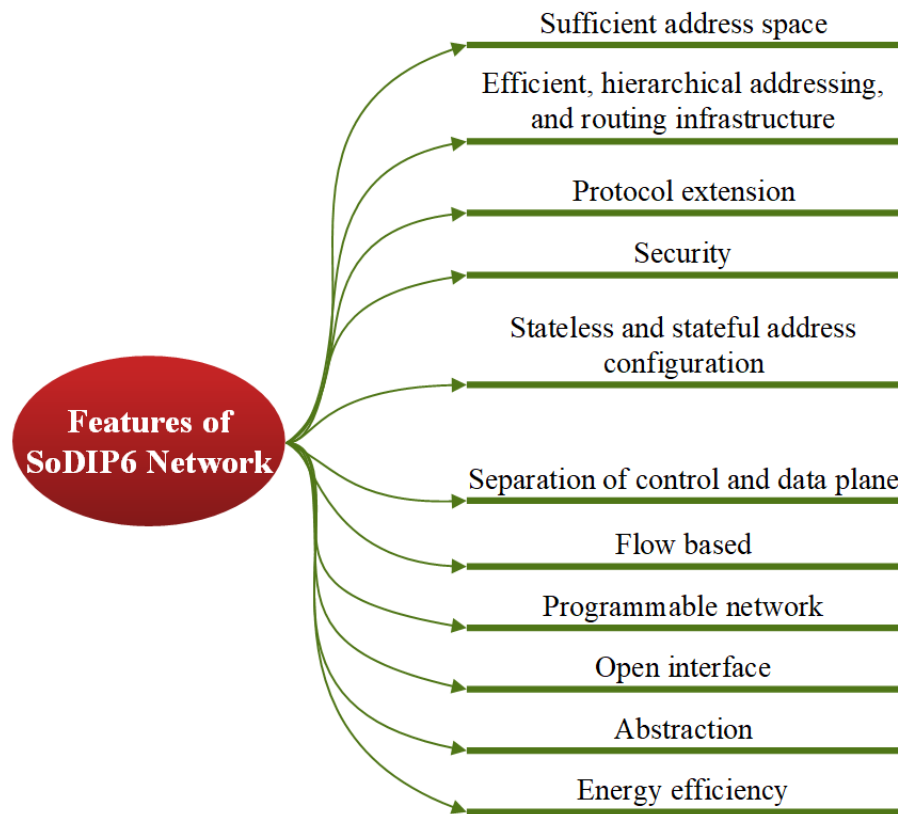 Sufficient address space
Efficient, hierarchical addressing,
and routing infrastructure
Protocol extension
Security
Stateless and stateful address
configuration
Features of
SoDIP6 Network
Separation of control and data plane
Flow based
Programmable network
Open interface
Abstraction
Energy efficiency